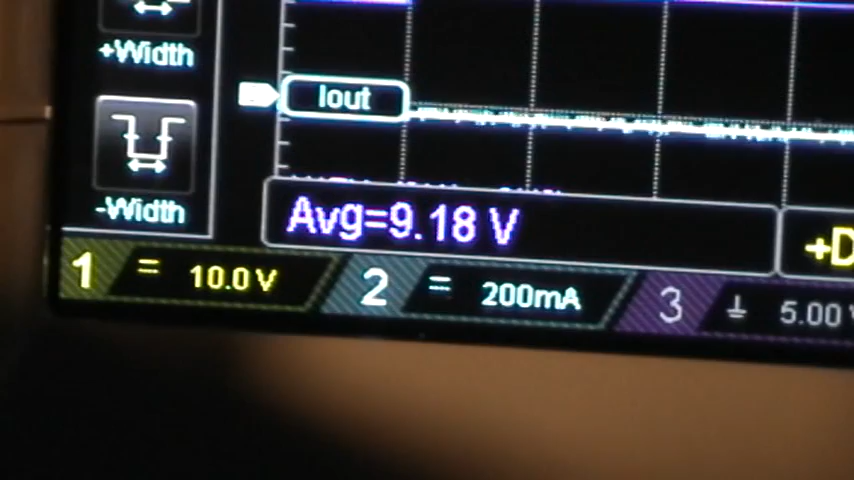 +Width
Iout
-Width
Avg=9.18 V
+D
1 = 10.0 V
2 = 200mA
3 5.00